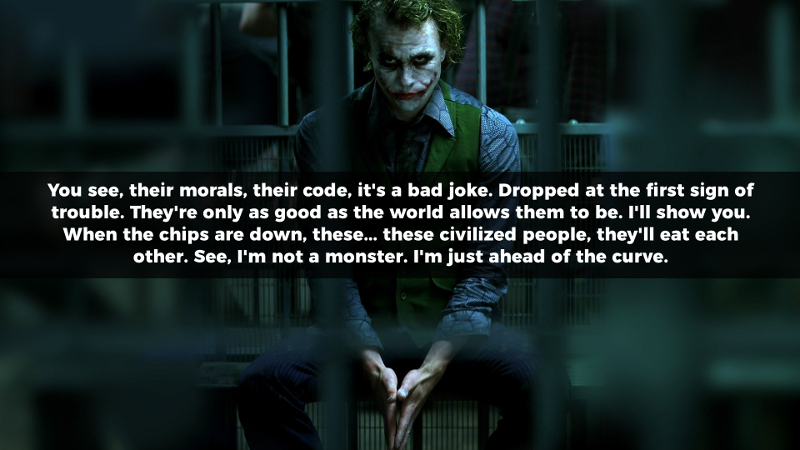 You see, their morals, their code, it's a bad joke. Dropped at the first sign of
trouble. They're only as good as the world allows them to be. I'll show you.
When the chips are down, these... these civilized people, they'll eat each
other. See, I'm not a monster. I'm just ahead of the curve.